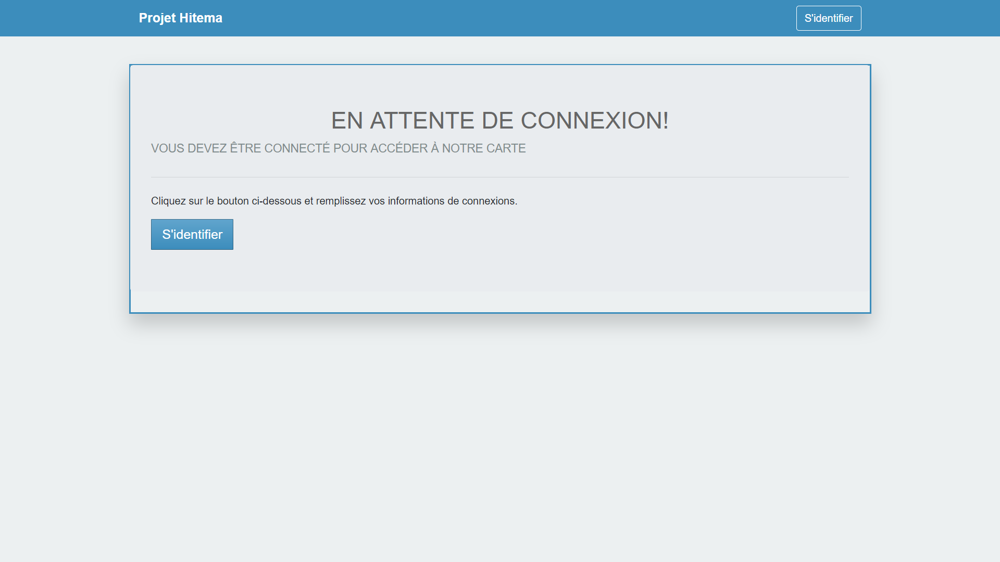 Projet Hitema
S'identifier
EN ATTENTE DE CONNEXION!
VOUS DEVEZ ÊTRE CONNECTÉ POUR ACCÉDER À NOTRE CARTE
Cliquez sur le bouton ci-dessous et remplissez vos informations de connexions.
S'identifier